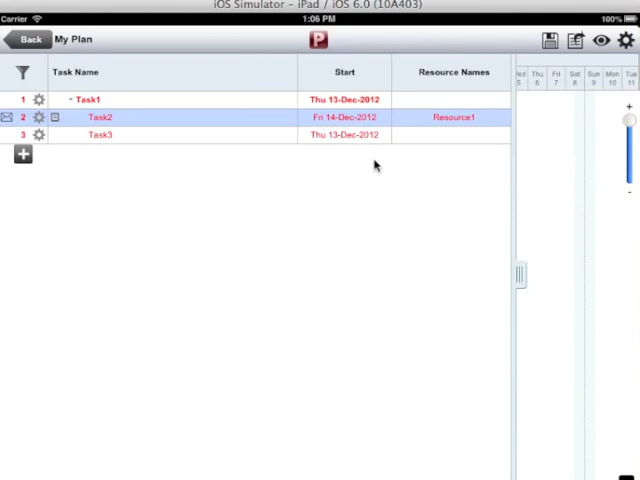 iOS Simulator – iPad / iOS 6.0 (10A403)
Carrier 1:06 PM 100%
Back My Plan
Task Name Start Resource Names
Wed Thu Fri Sat Sun Mon Tue
5 6 7 8 9 10 11
1 - Task1 Thu 13-Dec-2012
2 Task2 Fri 14-Dec-2012 Resource1
3 Task3 Thu 13-Dec-2012
+
-